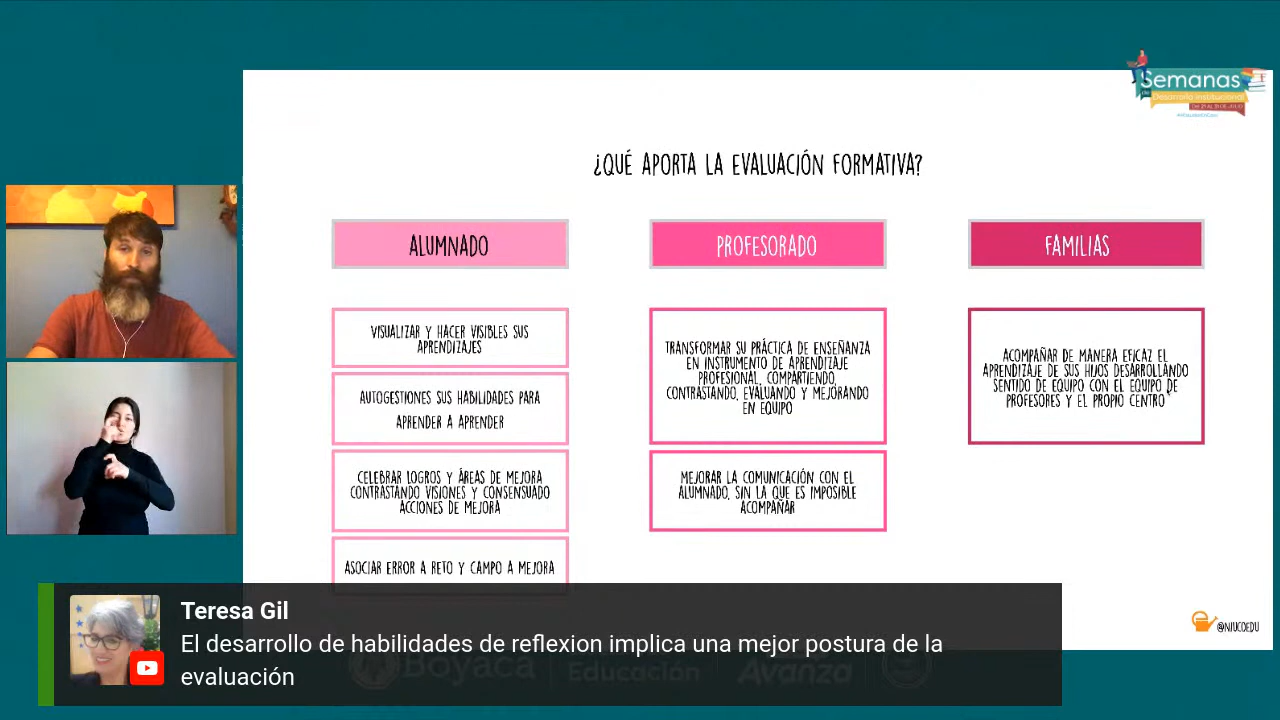 Semanas
de Desarrollo Institucional
¿QUÉ APORTA LA EVALUACIÓN FORMATIVA?
ALUMNADO
VISUALIZAR Y HACER VISIBLES SUS
APRENDIZAJES
AUTOGESTIONES SUS HABILIDADES PARA
APRENDER A APRENDER
CELEBRAR LOGROS Y ÁREAS DE MEJORA
CONTRASTANDO VISIONES Y CONSENSUADO
ACCIONES DE MEJORA
ASOCIAR ERROR A RETO Y CAMPO A MEJORA
PROFESORADO
TRANSFORMAR SU PRÁCTICA DE ENSEÑANZA
EN INSTRUMENTO DE APRENDIZAJE
PROFESIONAL, COMPARTIENDO,
CONTRASTANDO, EVALUANDO Y MEJORANDO
EN EQUIPO
MEJORAR LA COMUNICACIÓN CON EL
ALUMNADO, SIN LA QUE ES IMPOSIBLE
ACOMPAÑAR
FAMILIAS
ACOMPAÑAR DE MANERA EFICAZ EL
APRENDIZAJE DE SUS HIJOS DESARROLLANDO
SENTIDO DE EQUIPO CON EL EQUIPO DE
PROFESORES Y EL PROPIO CENTRO
@NJUCOEDU
Teresa Gil
El desarrollo de habilidades de reflexion implica una mejor postura de la
evaluación
Boyacá
Educación
Avanza